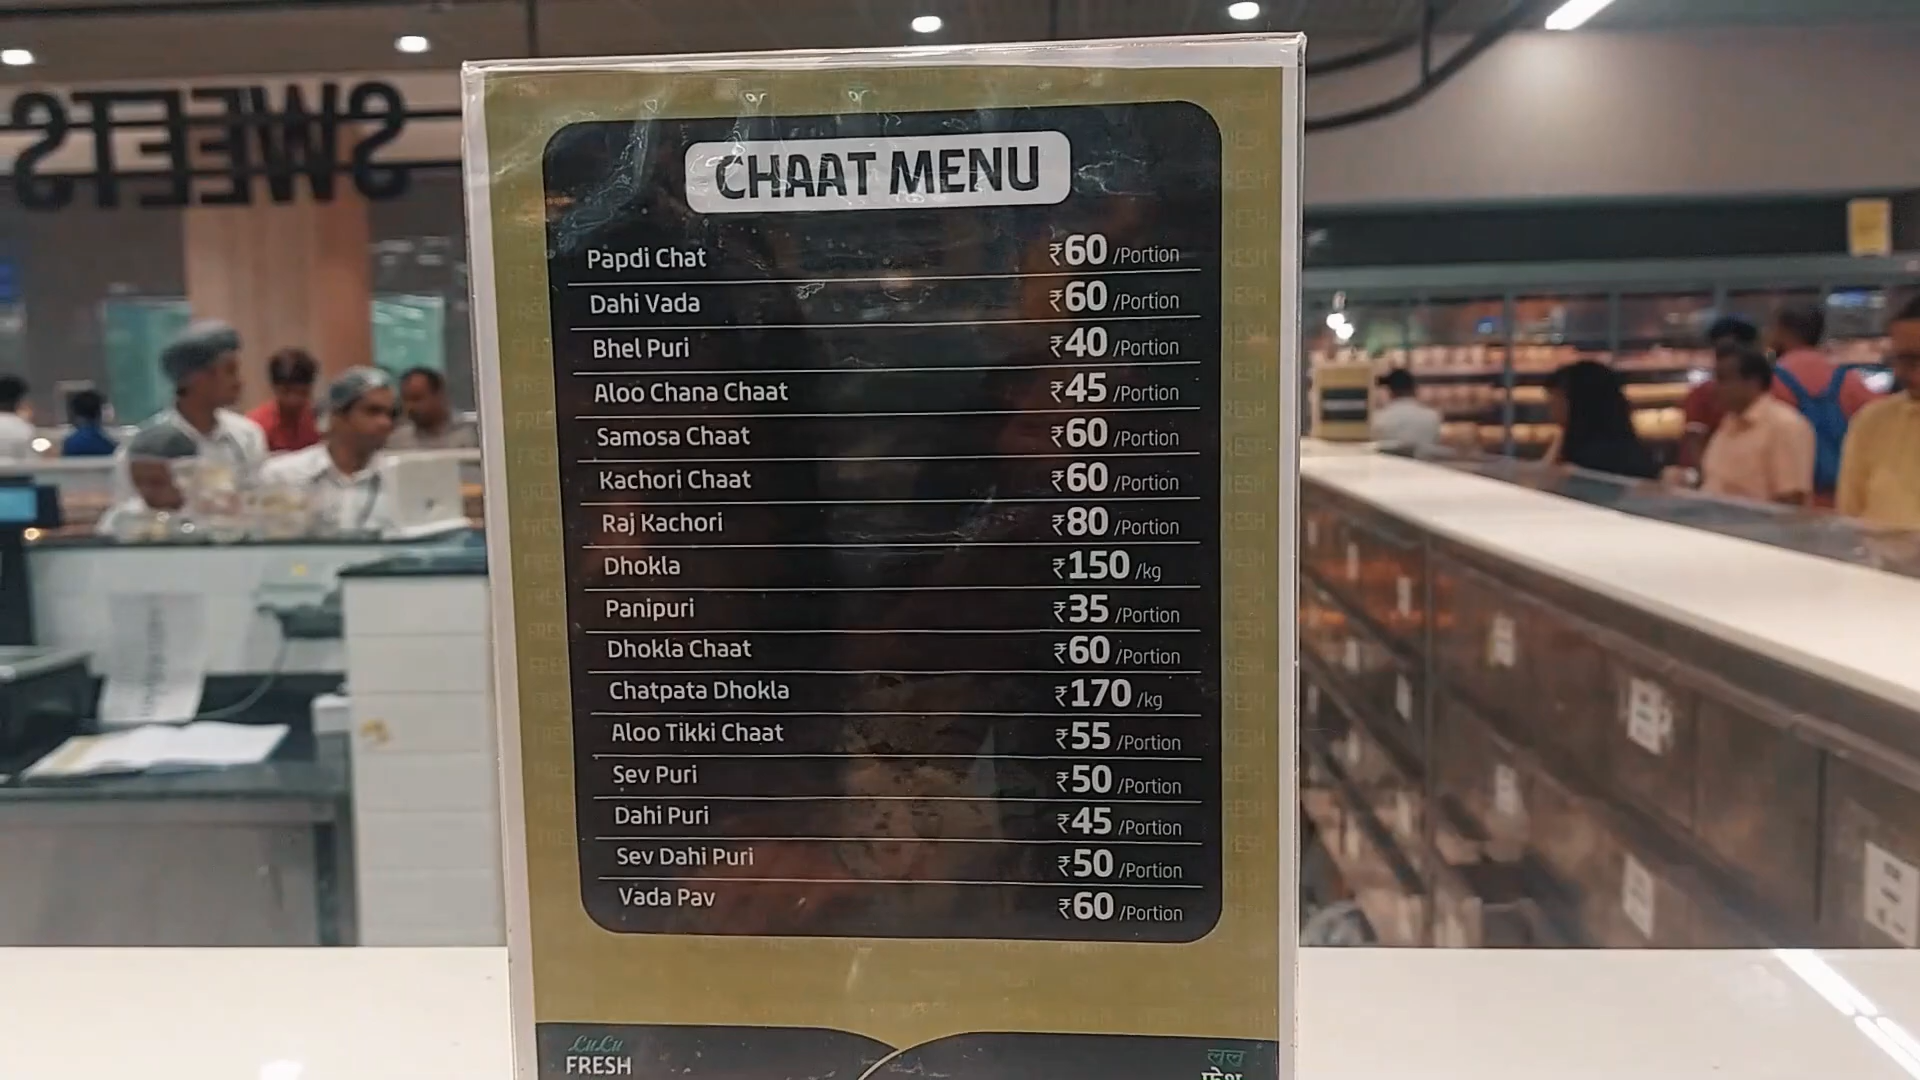 SWEETS
CHAAT MENU
Papdi Chat ₹60 /Portion
Dahi Vada ₹60 /Portion
Bhel Puri ₹40 /Portion
Aloo Chana Chaat ₹45 /Portion
Samosa Chaat ₹60 /Portion
Kachori Chaat ₹60 /Portion
Raj Kachori ₹80 /Portion
Dhokla ₹150 /kg
Panipuri ₹35 /Portion
Dhokla Chaat ₹60 /Portion
Chatpata Dhokla ₹170 /kg
Aloo Tikki Chaat ₹55 /Portion
Sev Puri ₹50 /Portion
Dahi Puri ₹45 /Portion
Sev Dahi Puri ₹50 /Portion
Vada Pav ₹60 /Portion
LuLu
FRESH